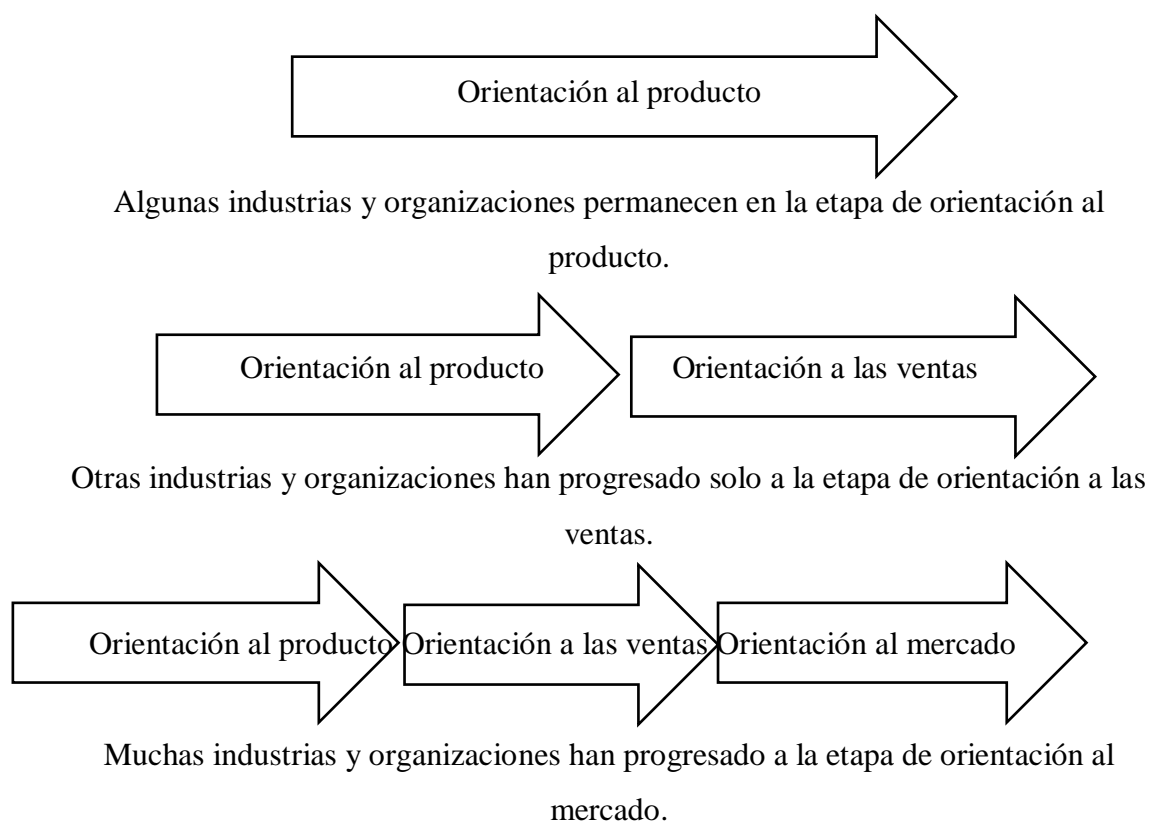 Orientación al producto
Algunas industrias y organizaciones permanecen en la etapa de orientación al
producto.
Orientación al producto
Orientación a las ventas
Otras industrias y organizaciones han progresado solo a la etapa de orientación a las
ventas.
Orientación al producto
Orientación a las ventas
Orientación al mercado
Muchas industrias y organizaciones han progresado a la etapa de orientación al
mercado.